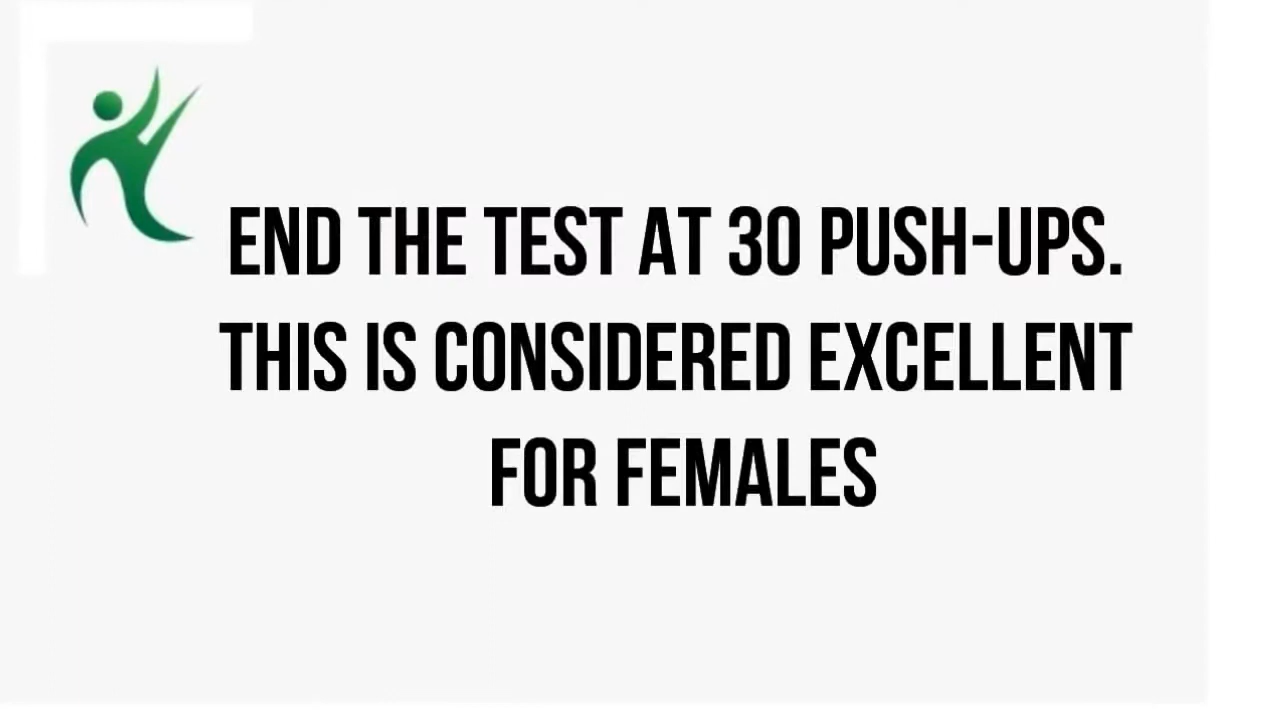 END THE TEST AT 30 PUSH-UPS.
THIS IS CONSIDERED EXCELLENT
FOR FEMALES